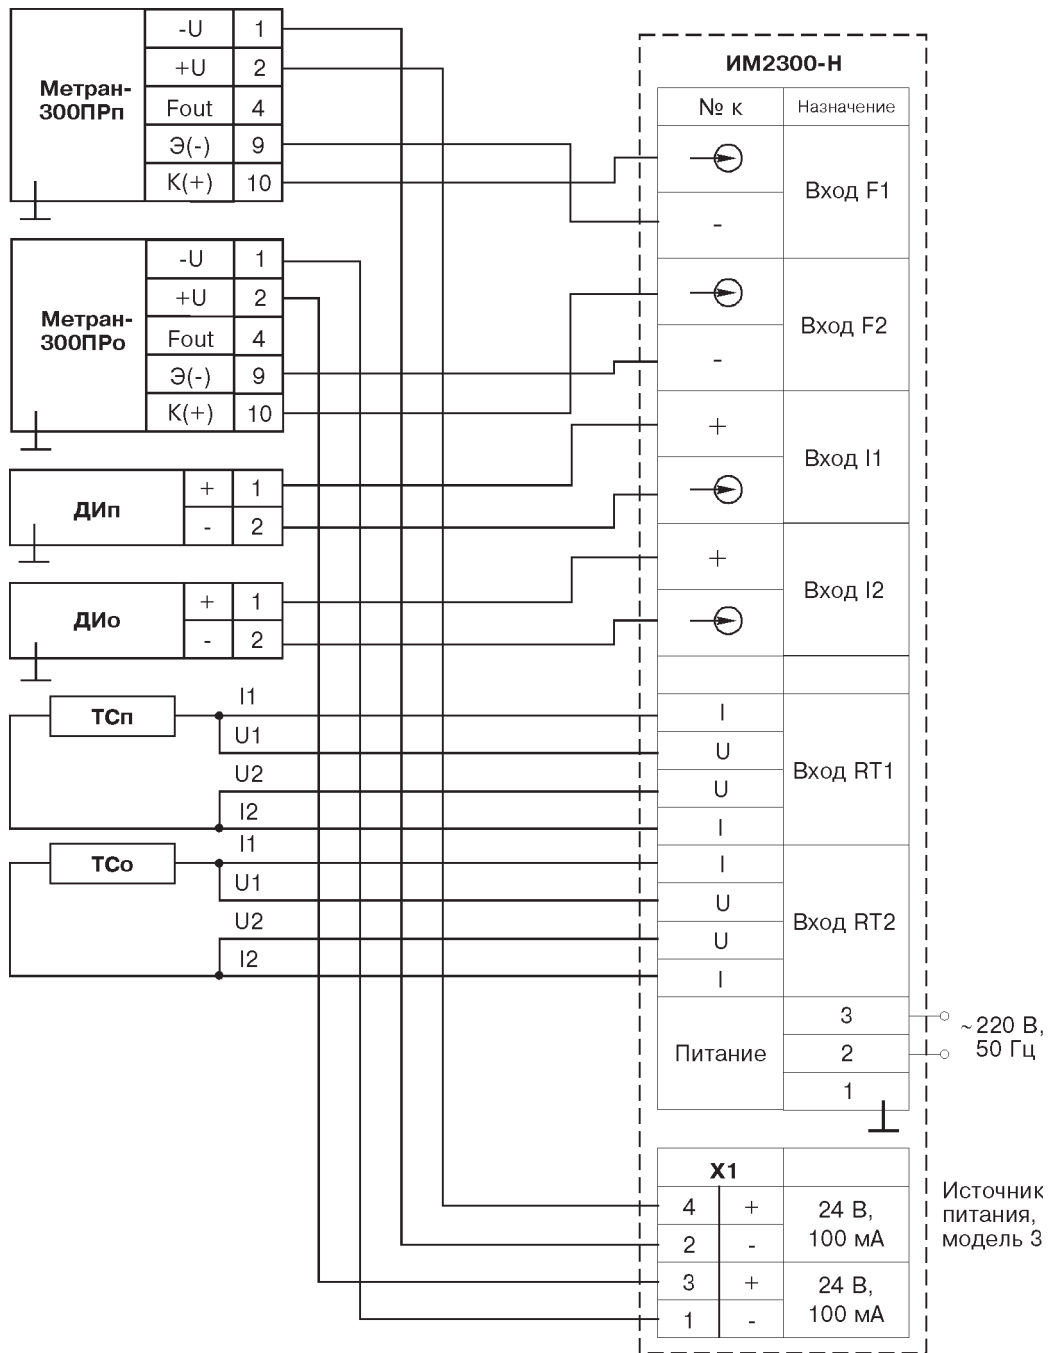 Метран-
300ПРп
-U 1
+U 2
Fout 4
Э(-) 9
К(+) 10
Метран-
300ПРо
-U 1
+U 2
Fout 4
Э(-) 9
К(+) 10
ДИп
+ 1
- 2
ДИо
+ 1
- 2
ТСп
I1
U1
U2
I2
ТСо
I1
U1
U2
I2
ИМ2300-Н
№ к Назначение
Вход F1
-
Вход F2
-
+
Вход I1
+
Вход I2
I
U
Вход RT1
U
I
I
U
Вход RT2
U
I
Питание
3
2
1
~220 В,
50 Гц
X1
4 +
2 -
24 В,
100 мА
3 +
1 -
24 В,
100 мА
Источник
питания,
модель 3